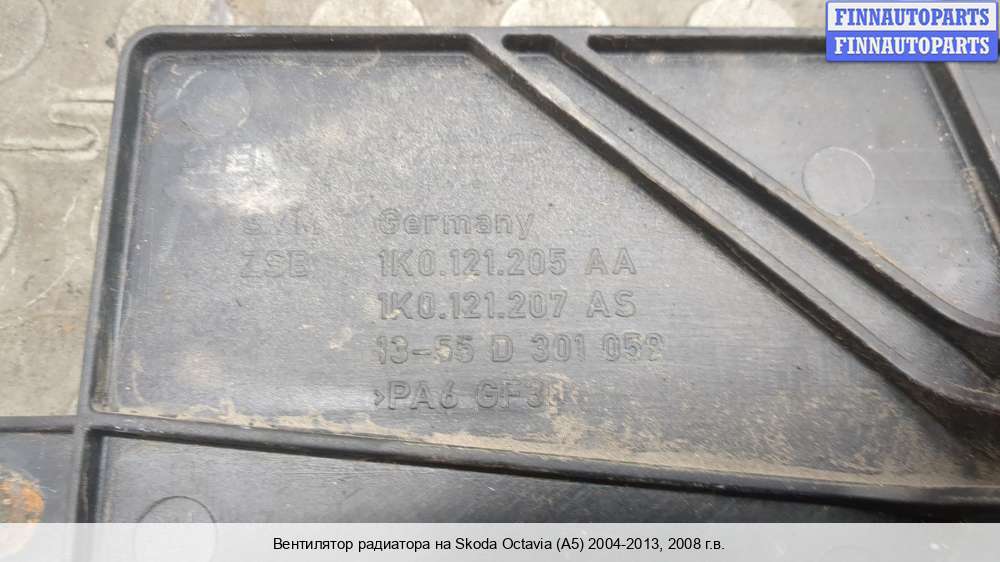 FINNAUTOPARTS
FINNAUTOPARTS
Germany
ZSB 1K0.121.205 AA
1K0.121.207 AS
13-55 D 301 052
>PA6 GF30
Вентилятор радиатора на Skoda Octavia (A5) 2004-2013, 2008 г.в.